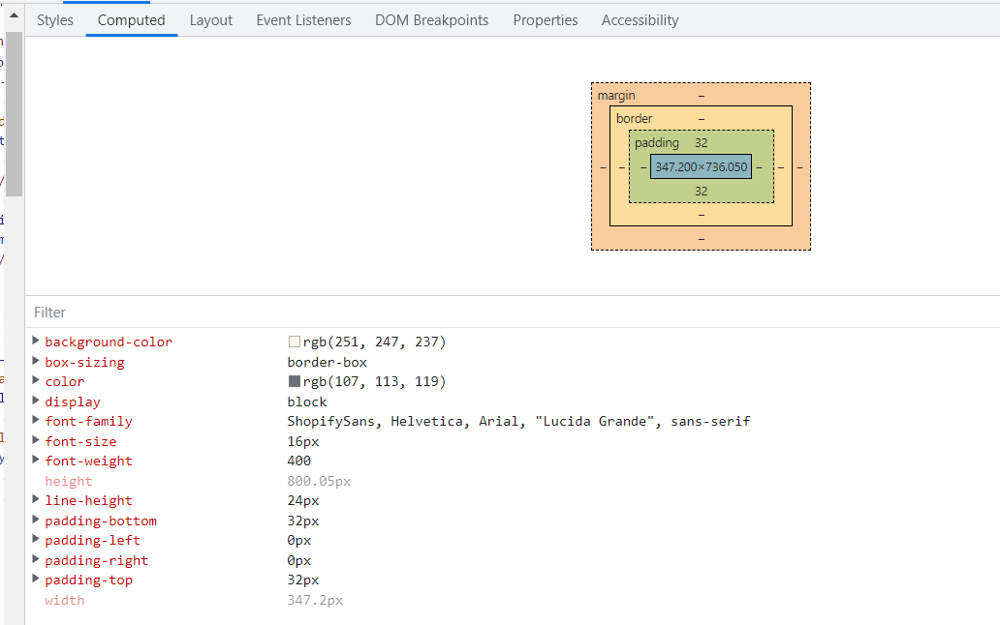 Styles Computed Layout Event Listeners DOM Breakpoints Properties Accessibility
margin –
border –
padding 32
– – – 347.200×736.050 – – –
32
–
–
Filter
background-color rgb(251, 247, 237)
box-sizing border-box
color rgb(107, 113, 119)
display block
font-family ShopifySans, Helvetica, Arial, "Lucida Grande", sans-serif
font-size 16px
font-weight 400
height 800.05px
line-height 24px
padding-bottom 32px
padding-left 0px
padding-right 0px
padding-top 32px
width 347.2px